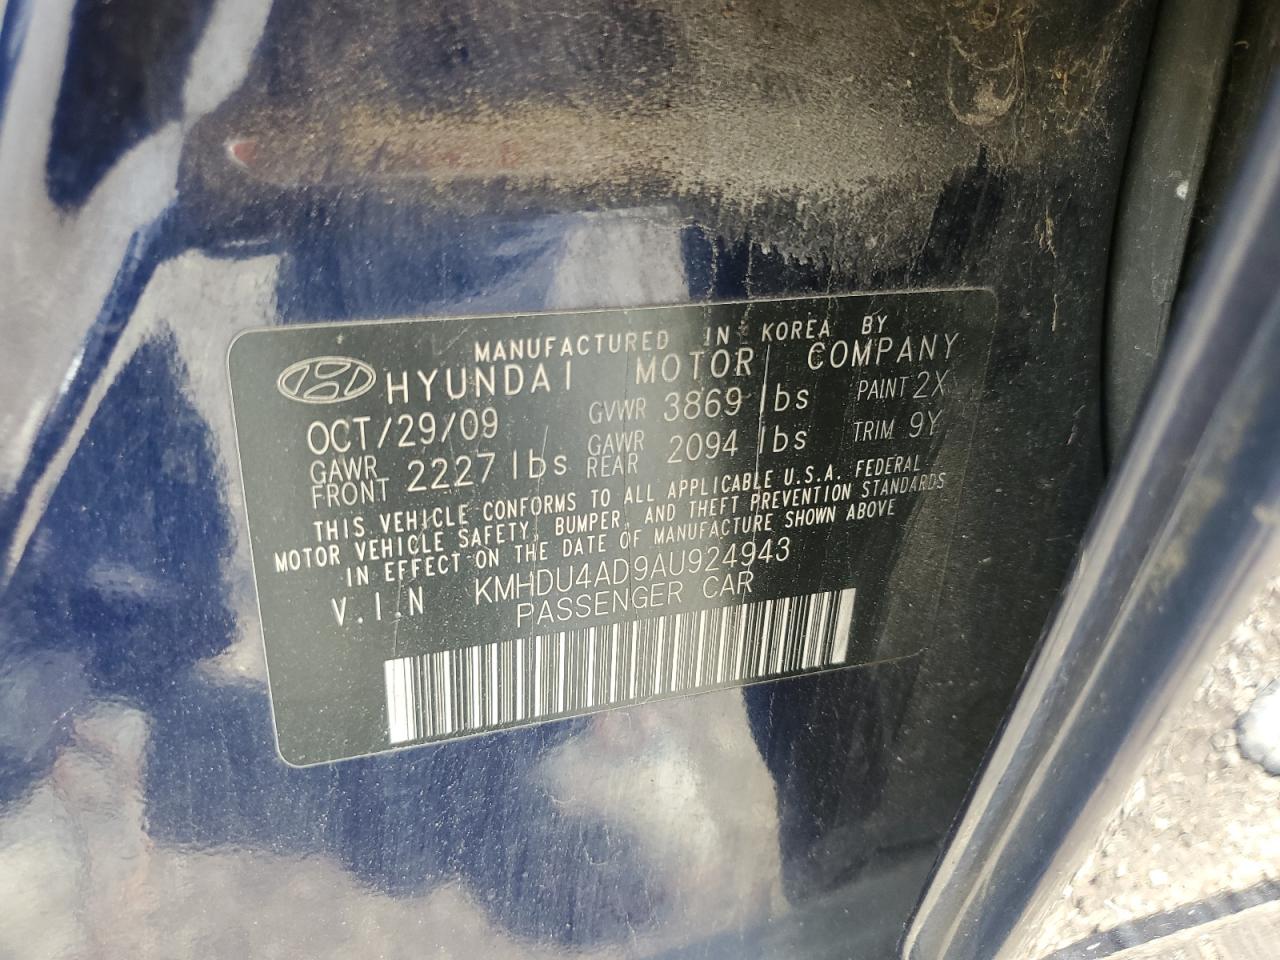 MANUFACTURED IN KOREA BY
HYUNDAI MOTOR COMPANY
OCT/29/09 GVWR 3869 lbs PAINT 2X
GAWR FRONT 2227 lbs GAWR REAR 2094 lbs TRIM 9Y
THIS VEHICLE CONFORMS TO ALL APPLICABLE U.S.A. FEDERAL
MOTOR VEHICLE SAFETY, BUMPER, AND THEFT PREVENTION STANDARDS
IN EFFECT ON THE DATE OF MANUFACTURE SHOWN ABOVE
V.I.N KMHDU4AD9AU924943
PASSENGER CAR